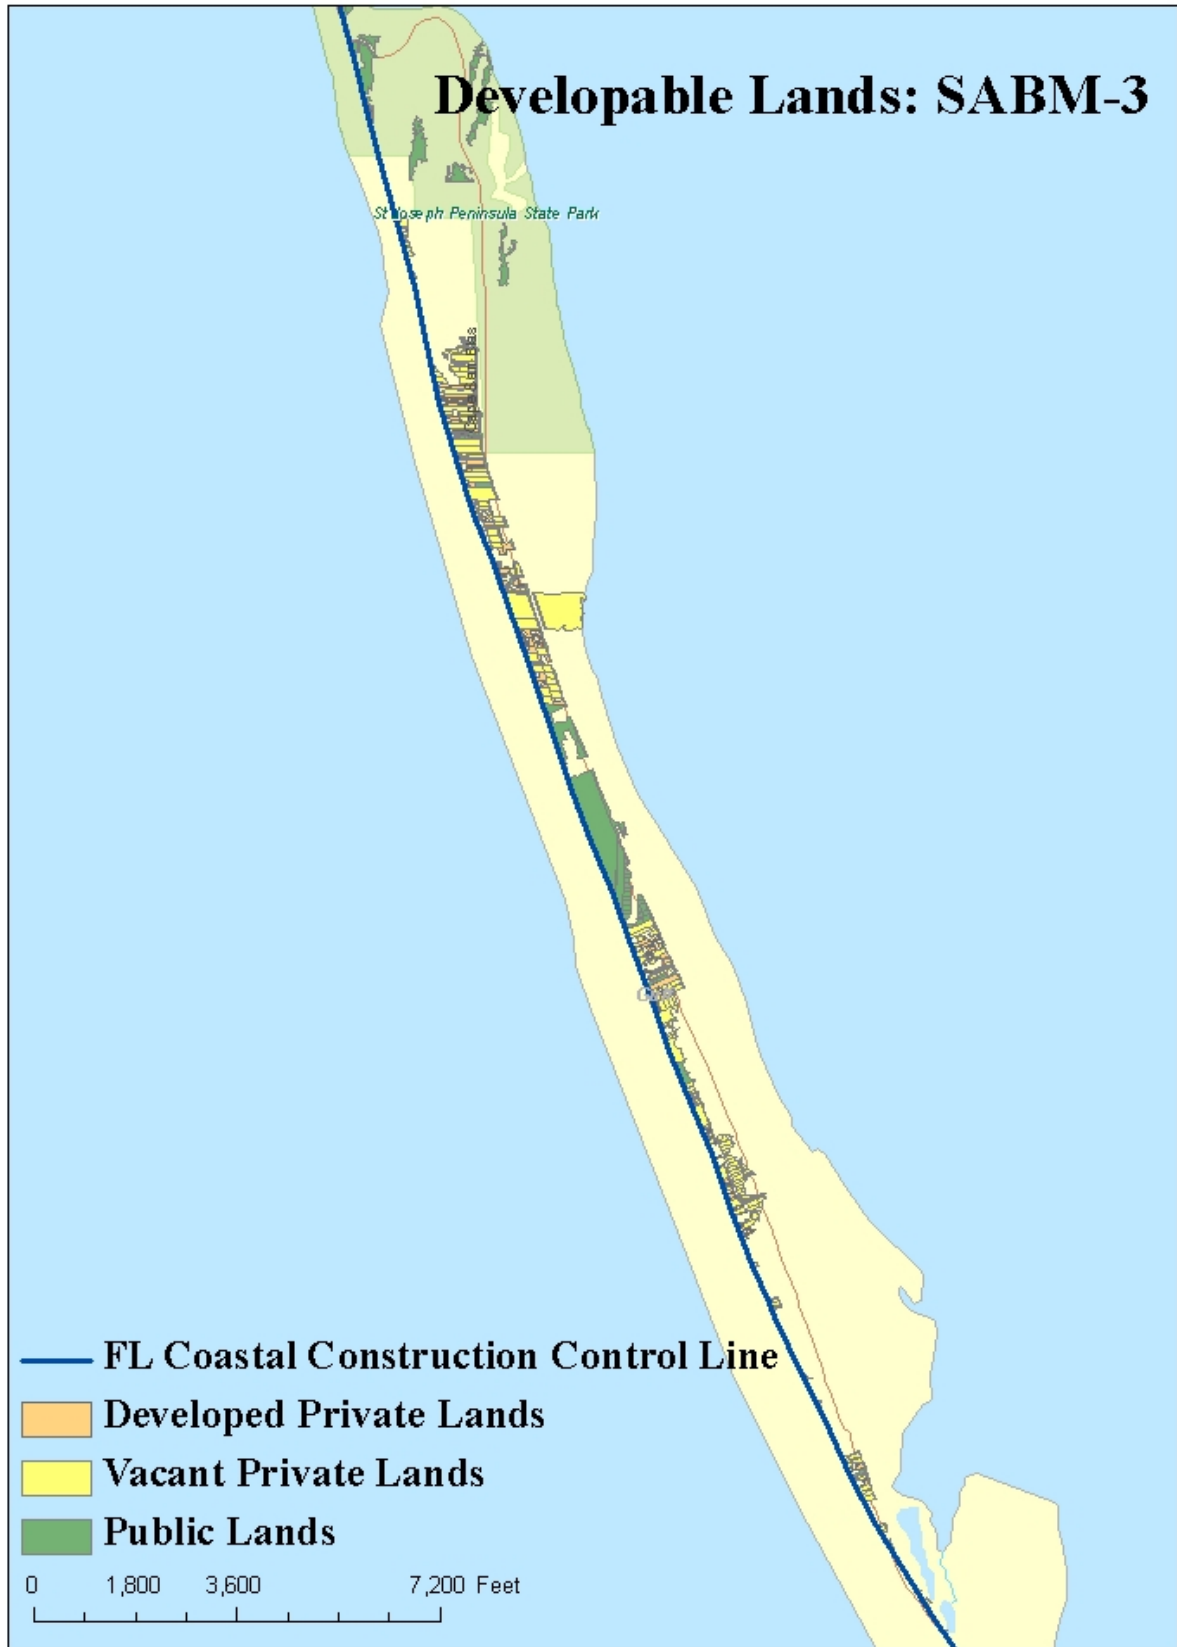 Developable Lands: SABM-3
St Joseph Peninsula State Park
FL Coastal Construction Control Line
Developed Private Lands
Vacant Private Lands
Public Lands
0 1,800 3,600 7,200 Feet